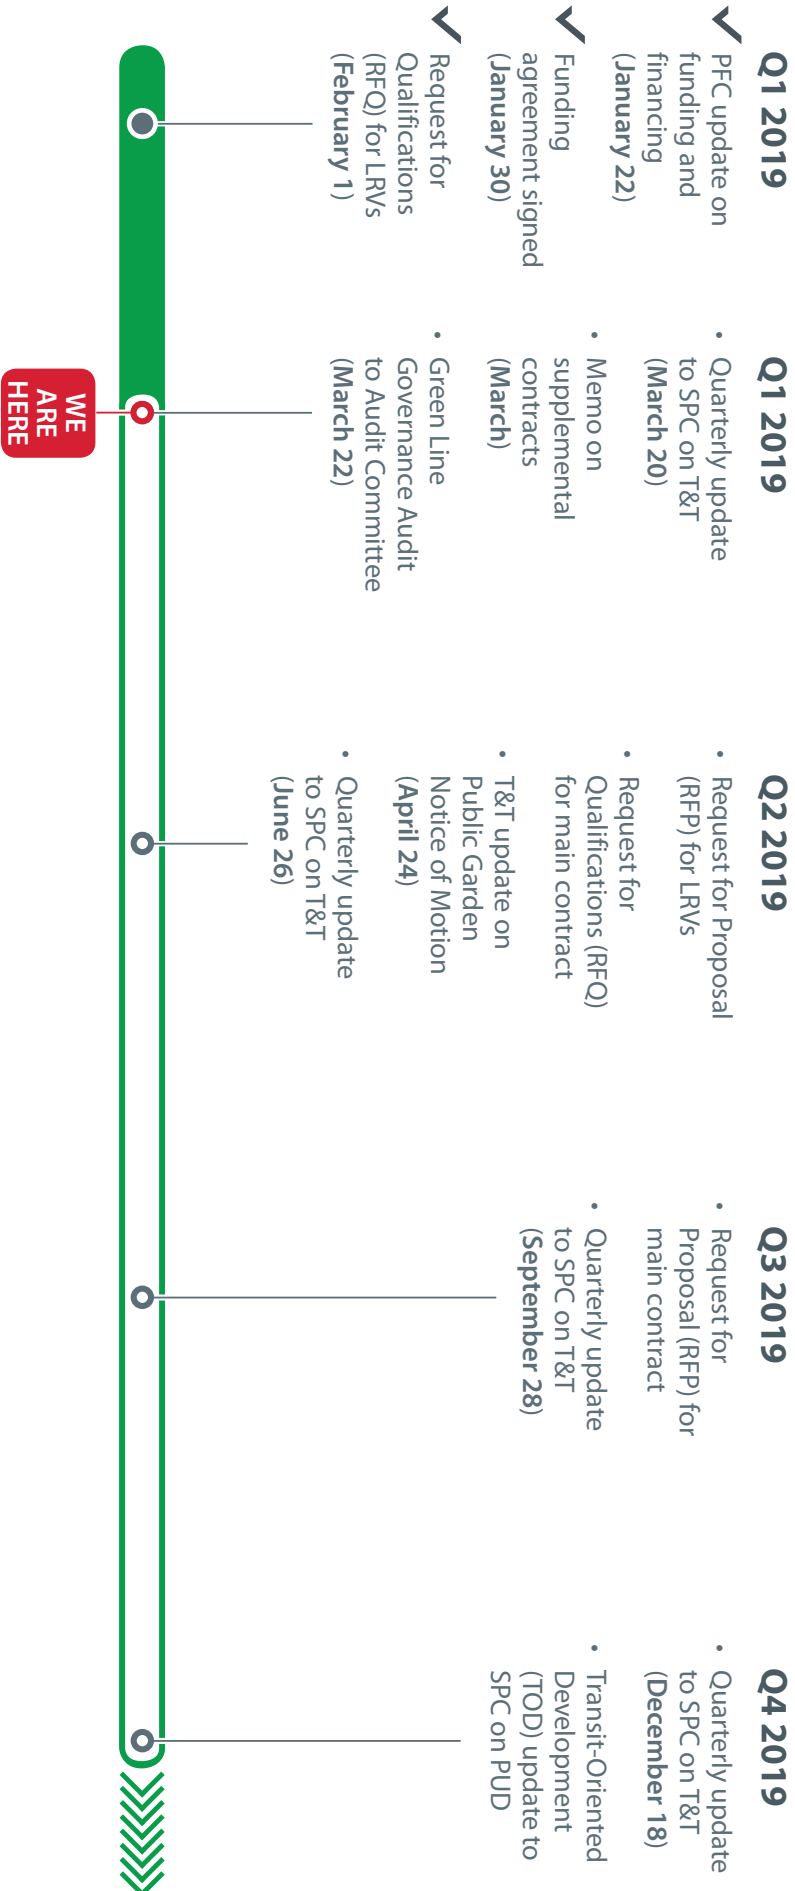 Q1 2019
PFC update on
funding and
financing
(January 22)
Funding
agreement signed
(January 30)
Request for
Qualifications
(RFQ) for LRVs
(February 1)
Q1 2019
• Quarterly update
to SPC on T&T
(March 20)
• Memo on
supplemental
contracts
(March)
• Green Line
Governance Audit
to Audit Committee
(March 22)
Q2 2019
• Request for Proposal
(RFP) for LRVs
• Request for
Qualifications (RFQ)
for main contract
• T&T update on
Public Garden
Notice of Motion
(April 24)
• Quarterly update
to SPC on T&T
(June 26)
Q3 2019
• Request for
Proposal (RFP) for
main contract
• Quarterly update
to SPC on T&T
(September 28)
Q4 2019
• Quarterly update
to SPC on T&T
(December 18)
• Transit-Oriented
Development
(TOD) update to
SPC on PUD
WE
ARE
HERE